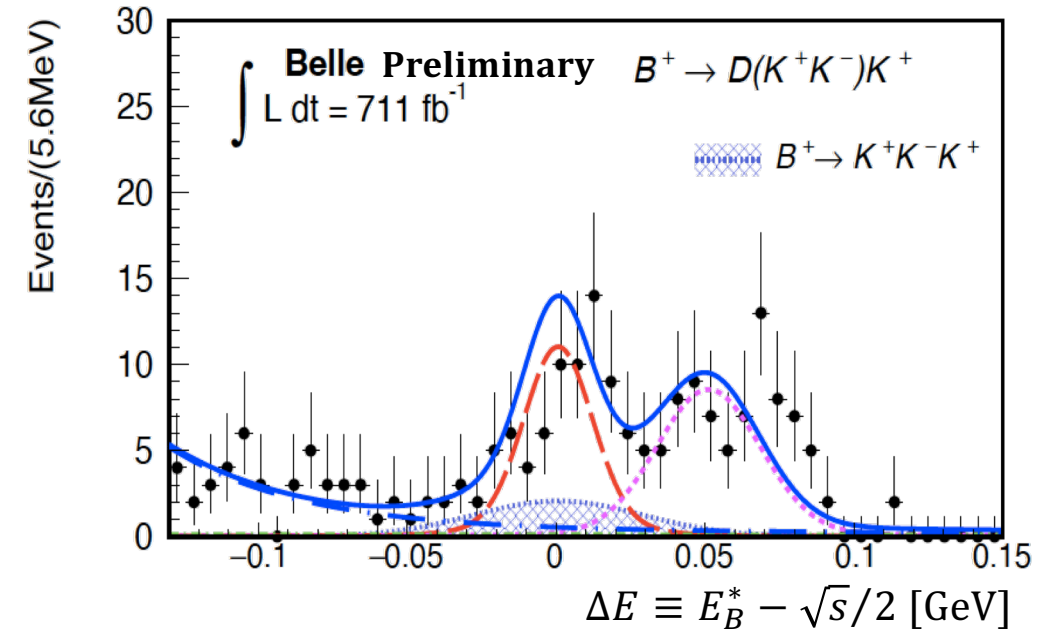 Events/(5.6MeV)
30
25
20
15
10
5
0
Belle Preliminary
∫ L dt = 711 fb⁻¹
B⁺ → D(K⁺K⁻)K⁺
B⁺→ K⁺K⁻K⁺
−0.1 −0.05 0 0.05 0.1 0.15
ΔE ≡ E*_B − √s/2 [GeV]